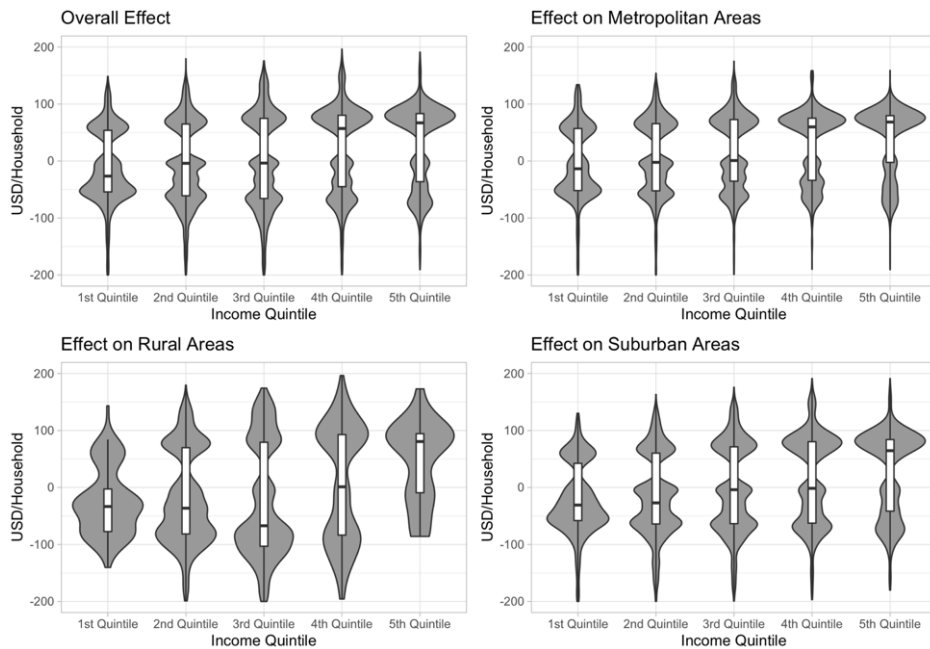 Overall Effect
USD/Household
200
100
0
-100
-200
1st Quintile 2nd Quintile 3rd Quintile 4th Quintile 5th Quintile
Income Quintile
Effect on Metropolitan Areas
USD/Household
200
100
0
-100
-200
1st Quintile 2nd Quintile 3rd Quintile 4th Quintile 5th Quintile
Income Quintile
Effect on Rural Areas
USD/Household
200
100
0
-100
-200
1st Quintile 2nd Quintile 3rd Quintile 4th Quintile 5th Quintile
Income Quintile
Effect on Suburban Areas
USD/Household
200
100
0
-100
-200
1st Quintile 2nd Quintile 3rd Quintile 4th Quintile 5th Quintile
Income Quintile